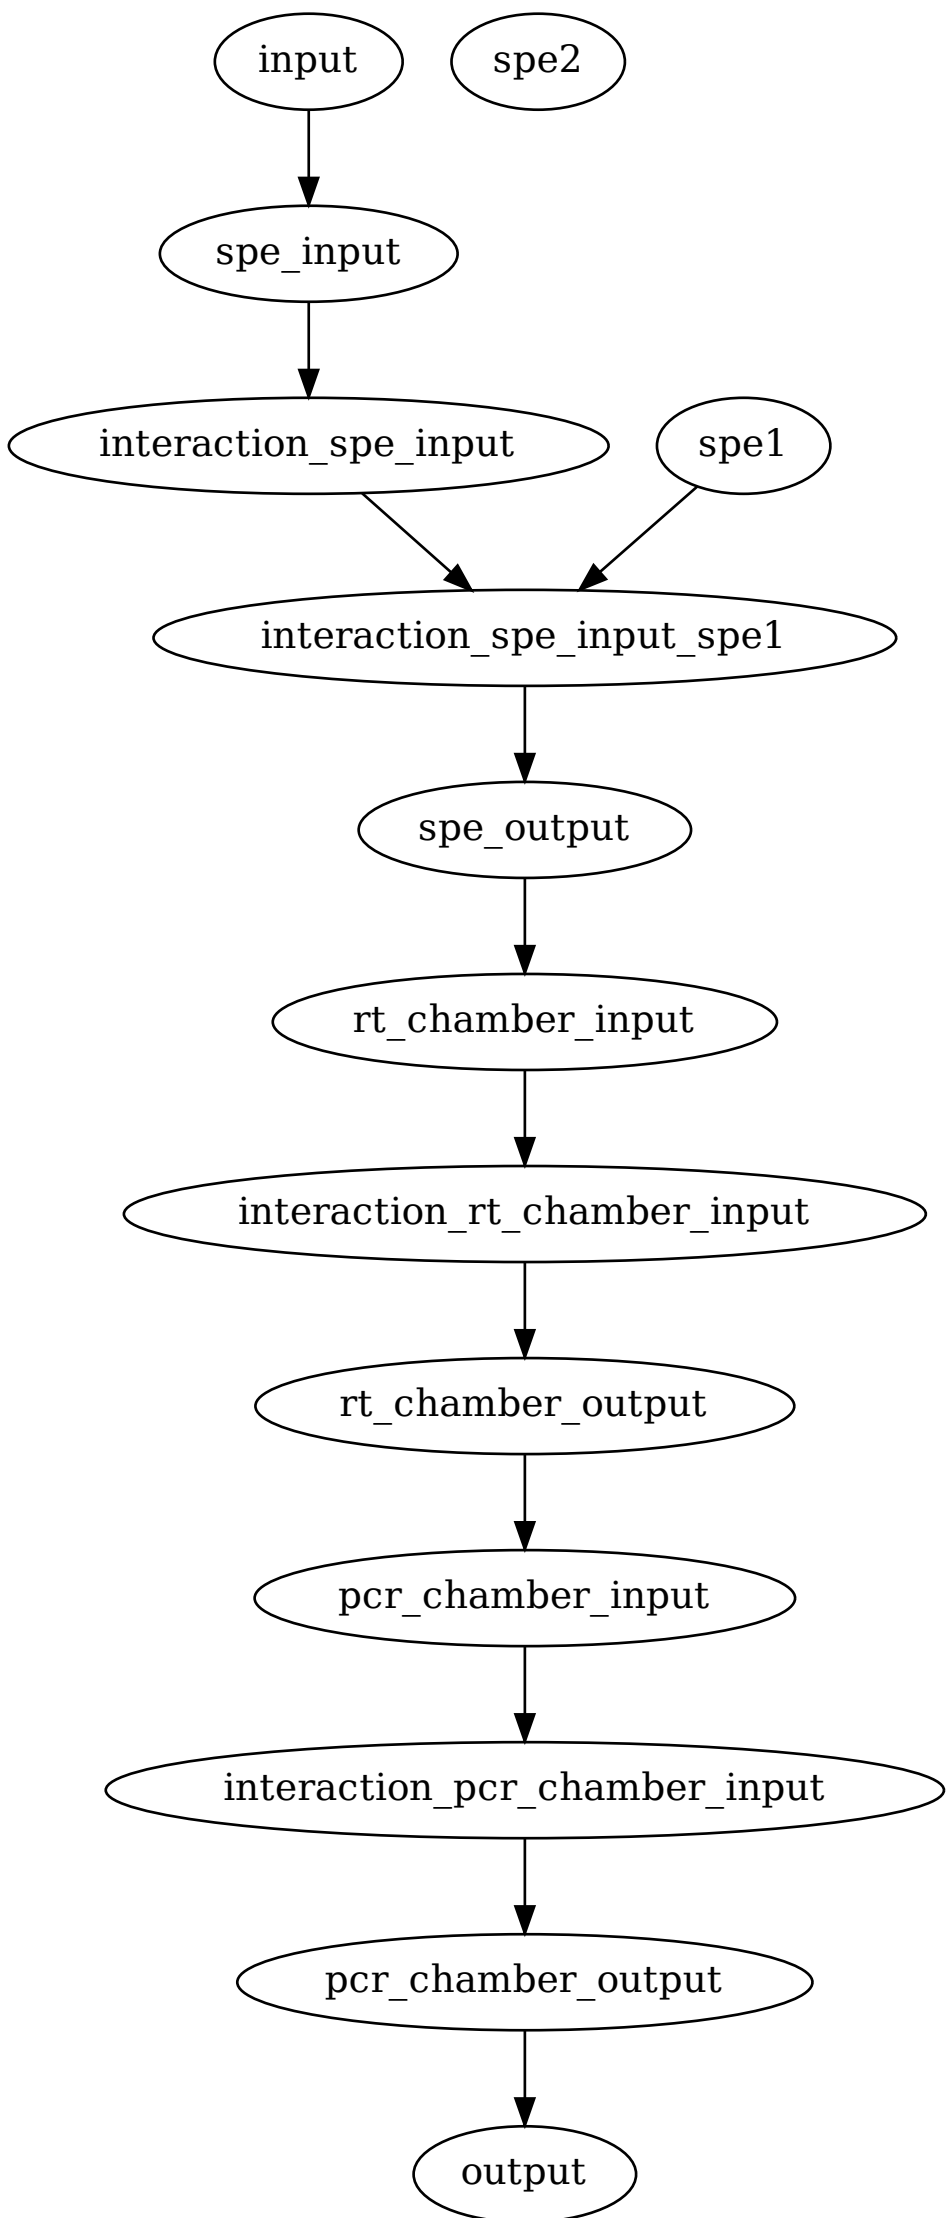 input
spe2
spe_input
interaction_spe_input
spe1
interaction_spe_input_spe1
spe_output
rt_chamber_input
interaction_rt_chamber_input
rt_chamber_output
pcr_chamber_input
interaction_pcr_chamber_input
pcr_chamber_output
output